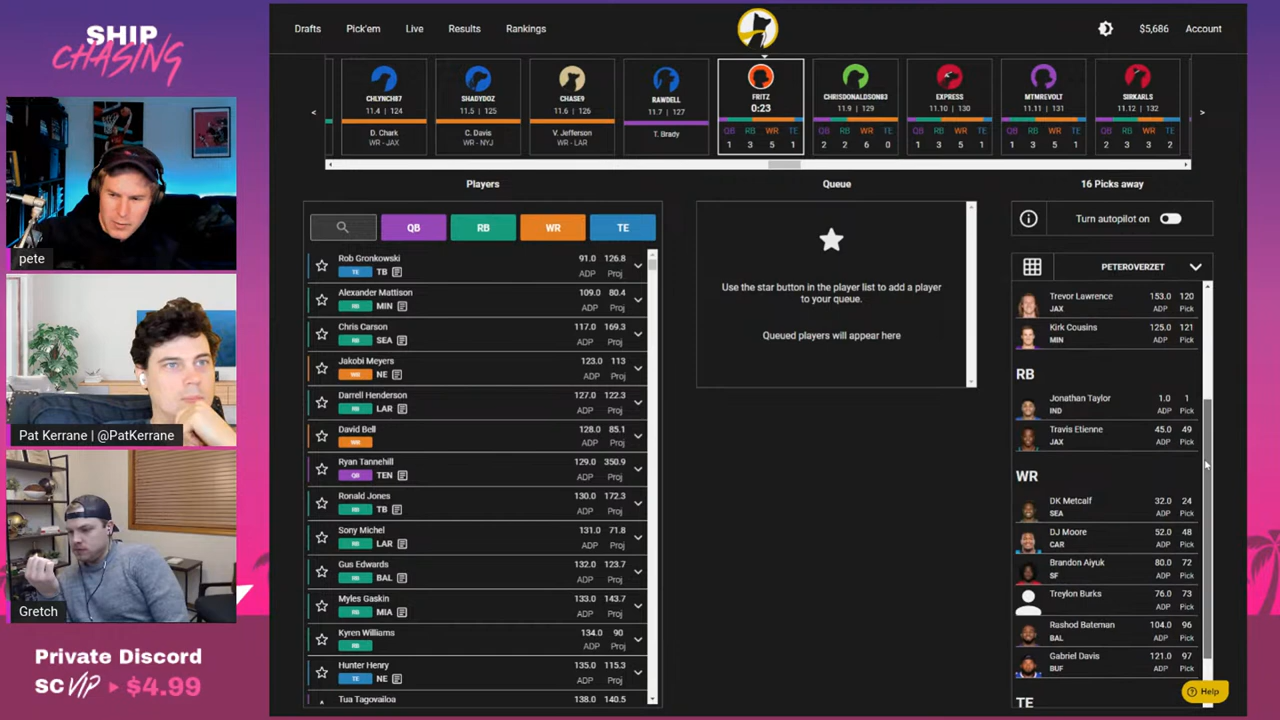 SHIP
CHASING
pete
Pat Kerrane | @PatKerrane
Gretch
Private Discord
SC VIP ▸ $4.99
Drafts Pick'em Live Results Rankings $5,686 Account
<
CHLYNCH87
11.4 | 124
D. Chark
WR - JAX
SHADYDOZ
11.5 | 125
C. Davis
WR - NYJ
CHASE9
11.6 | 126
V. Jefferson
WR - LAR
RAWDELL
11.7 | 127
T. Brady
FRITZ
0:23
QB RB WR TE
1 3 5 1
CHRISDONALDSON83
11.9 | 129
QB RB WR TE
2 2 6 0
EXPRESS
11.10 | 130
QB RB WR TE
1 3 5 1
MTMREVOLT
11.11 | 131
QB RB WR TE
1 3 5 1
SIRKARLS
11.12 | 132
QB RB WR TE
2 3 3 2
>
Players
QB RB WR TE
Rob Gronkowski 91.0 126.8
TE TB ADP Proj
Alexander Mattison 109.0 80.4
RB MIN ADP Proj
Chris Carson 117.0 169.3
RB SEA ADP Proj
Jakobi Meyers 123.0 113
WR NE ADP Proj
Darrell Henderson 127.0 122.3
RB LAR ADP Proj
David Bell 128.0 85.1
WR ADP Proj
Ryan Tannehill 129.0 350.9
QB TEN ADP Proj
Ronald Jones 130.0 172.3
RB TB ADP Proj
Sony Michel 131.0 71.8
RB LAR ADP Proj
Gus Edwards 132.0 123.7
RB BAL ADP Proj
Myles Gaskin 133.0 143.7
RB MIA ADP Proj
Kyren Williams 134.0 90
RB ADP Proj
Hunter Henry 135.0 115.3
TE NE ADP Proj
Tua Tagovailoa 138.0 140.5
Queue
Use the star button in the player list to add a player
to your queue.
Queued players will appear here
16 Picks away
Turn autopilot on
PETEROVERZET
Trevor Lawrence 153.0 120
JAX ADP Pick
Kirk Cousins 125.0 121
MIN ADP Pick
RB
Jonathan Taylor 1.0 1
IND ADP Pick
Travis Etienne 45.0 49
JAX ADP Pick
WR
DK Metcalf 32.0 24
SEA ADP Pick
DJ Moore 52.0 48
CAR ADP Pick
Brandon Aiyuk 80.0 72
SF ADP Pick
Treylon Burks 76.0 73
ADP Pick
Rashod Bateman 104.0 96
BAL ADP Pick
Gabriel Davis 121.0 97
BUF ADP Pick
TE
Help